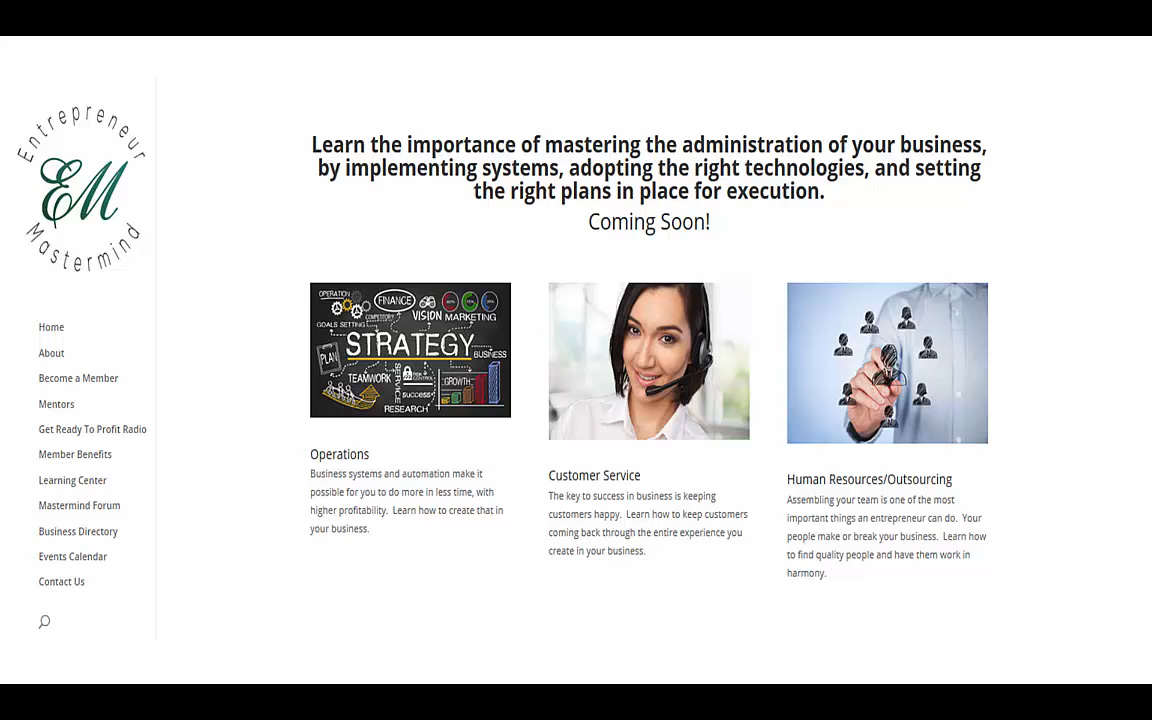 Entrepreneur
EM
Mastermind
Home
About
Become a Member
Mentors
Get Ready To Profit Radio
Member Benefits
Learning Center
Mastermind Forum
Business Directory
Events Calendar
Contact Us
Learn the importance of mastering the administration of your business,
by implementing systems, adopting the right technologies, and setting
the right plans in place for execution.
Coming Soon!
OPERATION
FINANCE
COMPETITORY
VISION
MARKETING
GOALS SETTING
STRATEGY
PLAN
BUSINESS
TEAMWORK
SERVICE
GROWTH
SUCCESS
RESEARCH
Operations
Business systems and automation make it
possible for you to do more in less time, with
higher profitability. Learn how to create that in
your business.
Customer Service
The key to success in business is keeping
customers happy. Learn how to keep customers
coming back through the entire experience you
create in your business.
Human Resources/Outsourcing
Assembling your team is one of the most
important things an entrepreneur can do. Your
people make or break your business. Learn how
to find quality people and have them work in
harmony.